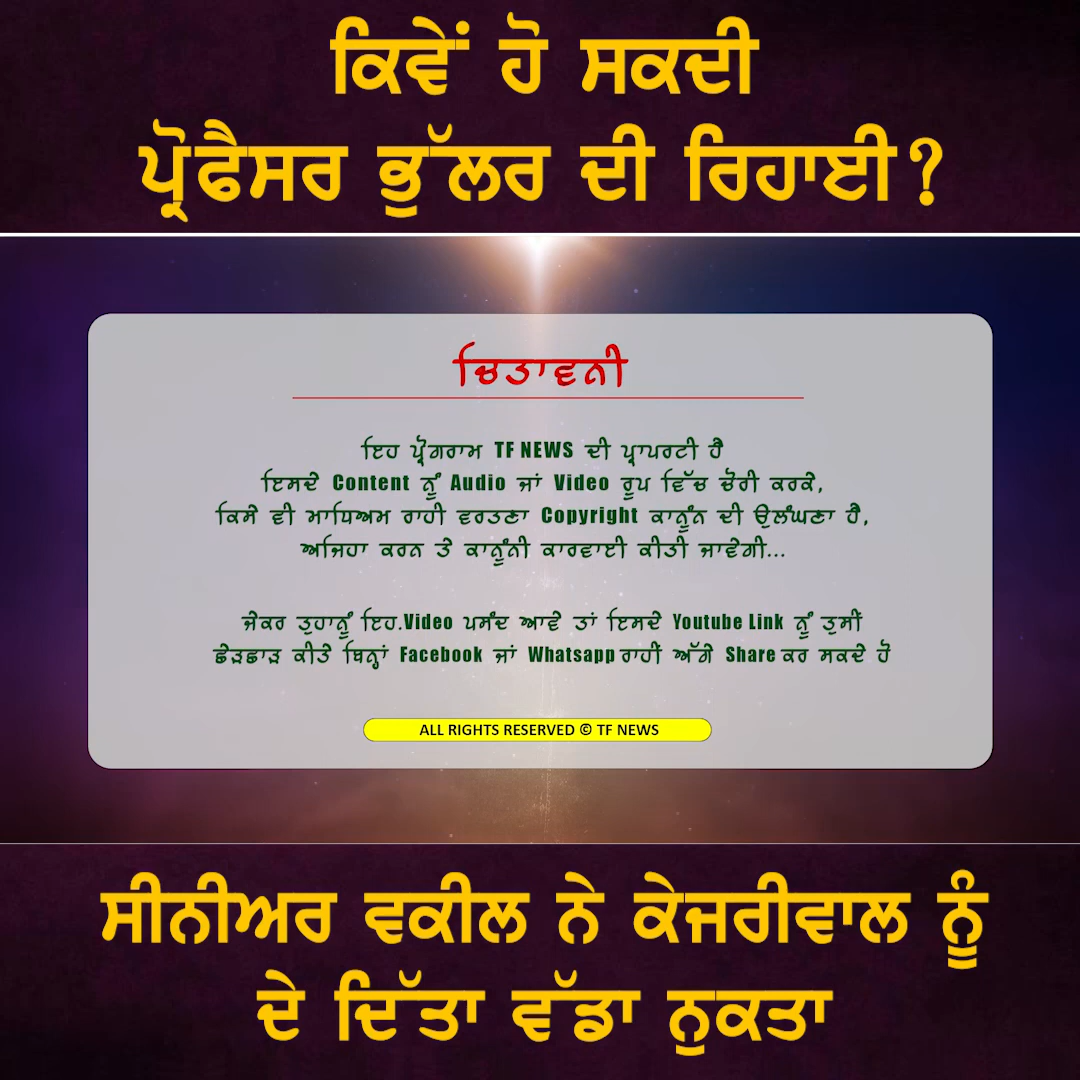 ਕਿਵੇਂ ਹੋ ਸਕਦੀ
ਪ੍ਰੋਫੈਸਰ ਭੁੱਲਰ ਦੀ ਰਿਹਾਈ?
ਚਿਤਾਵਨੀ
ਇਹ ਪ੍ਰੋਗਰਾਮ TF NEWS ਦੀ ਪ੍ਰਾਪਰਟੀ ਹੈ
ਇਸਦੇ Content ਨੂੰ Audio ਜਾਂ Video ਰੂਪ ਵਿੱਚ ਚੋਰੀ ਕਰਕੇ,
ਕਿਸੇ ਵੀ ਮਾਧਿਅਮ ਰਾਹੀ ਵਰਤਣਾ Copyright ਕਾਨੂੰਨ ਦੀ ਉਲੰਘਣਾ ਹੈ,
ਅਜਿਹਾ ਕਰਨ ਤੇ ਕਾਨੂੰਨੀ ਕਾਰਵਾਈ ਕੀਤੀ ਜਾਵੇਗੀ...
ਜੇਕਰ ਤੁਹਾਨੂੰ ਇਹ.Video ਪਸੰਦ ਆਵੇ ਤਾਂ ਇਸਦੇ Youtube Link ਨੂੰ ਤੁਸੀਂ
ਛੇੜਛਾੜ ਕੀਤੇ ਬਿਨ੍ਹਾਂ Facebook ਜਾਂ Whatsapp ਰਾਹੀਂ ਅੱਗੇ Share ਕਰ ਸਕਦੇ ਹੋ
ALL RIGHTS RESERVED © TF NEWS
ਸੀਨੀਅਰ ਵਕੀਲ ਨੇ ਕੇਜਰੀਵਾਲ ਨੂੰ
ਦੇ ਦਿੱਤਾ ਵੱਡਾ ਨੁਕਤਾ